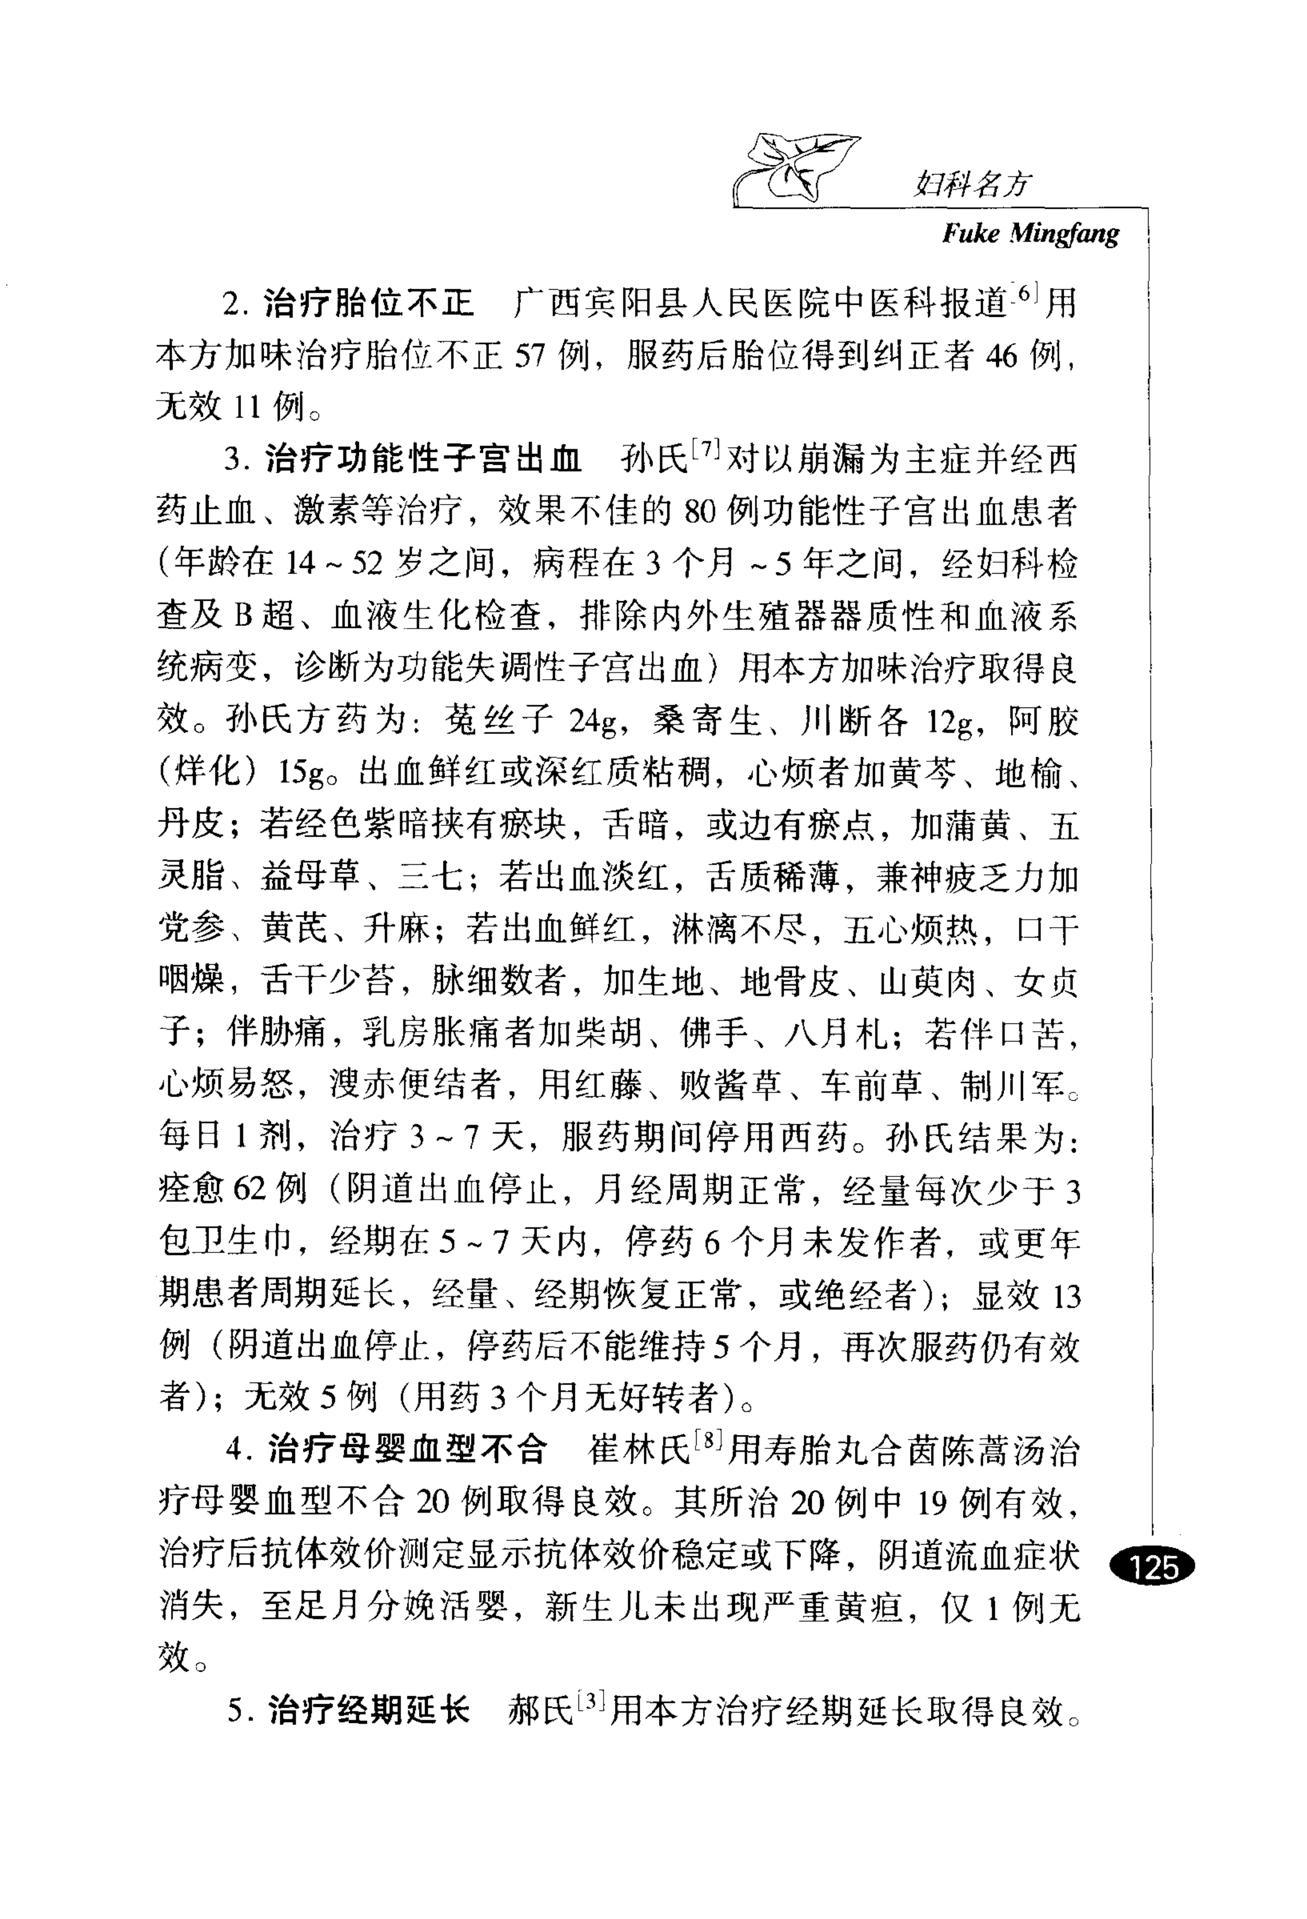 妇科名方
Fuke Mingfang
2. 治疗胎位不正 广西宾阳县人民医院中医科报道[6]用
本方加味治疗胎位不正 57 例，服药后胎位得到纠正者 46 例，
无效 11 例。
3. 治疗功能性子宫出血 孙氏[7]对以崩漏为主症并经西
药止血、激素等治疗，效果不佳的 80 例功能性子宫出血患者
(年龄在 14～52 岁之间，病程在 3 个月～5 年之间，经妇科检
查及 B 超、血液生化检查，排除内外生殖器器质性和血液系
统病变，诊断为功能失调性子宫出血）用本方加味治疗取得良
效。孙氏方药为：菟丝子 24g，桑寄生、川断各 12g，阿胶
(烊化）15g。出血鲜红或深红质粘稠，心烦者加黄芩、地榆、
丹皮；若经色紫暗挟有瘀块，舌暗，或边有瘀点，加蒲黄、五
灵脂、益母草、三七；若出血淡红，舌质稀薄，兼神疲乏力加
党参、黄芪、升麻；若出血鲜红，淋漓不尽，五心烦热，口干
咽燥，舌干少苔，脉细数者，加生地、地骨皮、山萸肉、女贞
子；伴胁痛，乳房胀痛者加柴胡、佛手、八月札；若伴口苦，
心烦易怒，溲赤便结者，用红藤、败酱草、车前草、制川军。
每日 1 剂，治疗 3～7 天，服药期间停用西药。孙氏结果为：
痊愈 62 例（阴道出血停止，月经周期正常，经量每次少于 3
包卫生巾，经期在 5～7 天内，停药 6 个月未发作者，或更年
期患者周期延长，经量、经期恢复正常，或绝经者）；显效 13
例（阴道出血停止，停药后不能维持 5 个月，再次服药仍有效
者）；无效 5 例（用药 3 个月无好转者）。
4. 治疗母婴血型不合 崔林氏[8]用寿胎丸合茵陈蒿汤治
疗母婴血型不合 20 例取得良效。其所治 20 例中 19 例有效，
治疗后抗体效价测定显示抗体效价稳定或下降，阴道流血症状
消失，至足月分娩活婴，新生儿未出现严重黄疸，仅 1 例无
效。
5. 治疗经期延长 郝氏[3]用本方治疗经期延长取得良效。
125